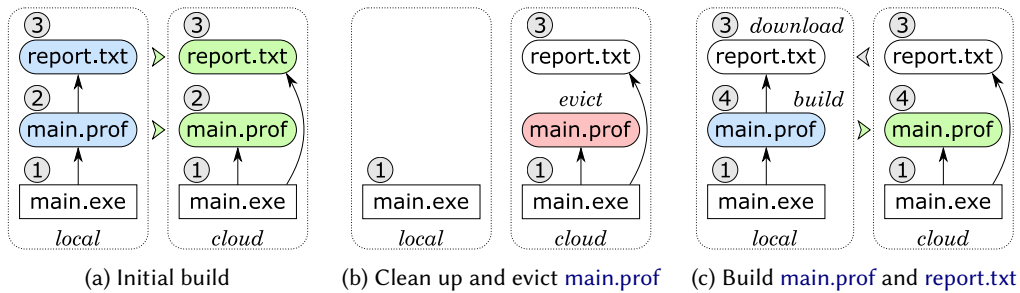 3
report.txt
2
main.prof
1
main.exe
local
3
report.txt
2
main.prof
1
main.exe
cloud
(a) Initial build
1
main.exe
local
3
report.txt
evict
main.prof
1
main.exe
cloud
(b) Clean up and evict main.prof
3 download
report.txt
4 build
main.prof
1
main.exe
local
3
report.txt
4
main.prof
1
main.exe
cloud
(c) Build main.prof and report.txt